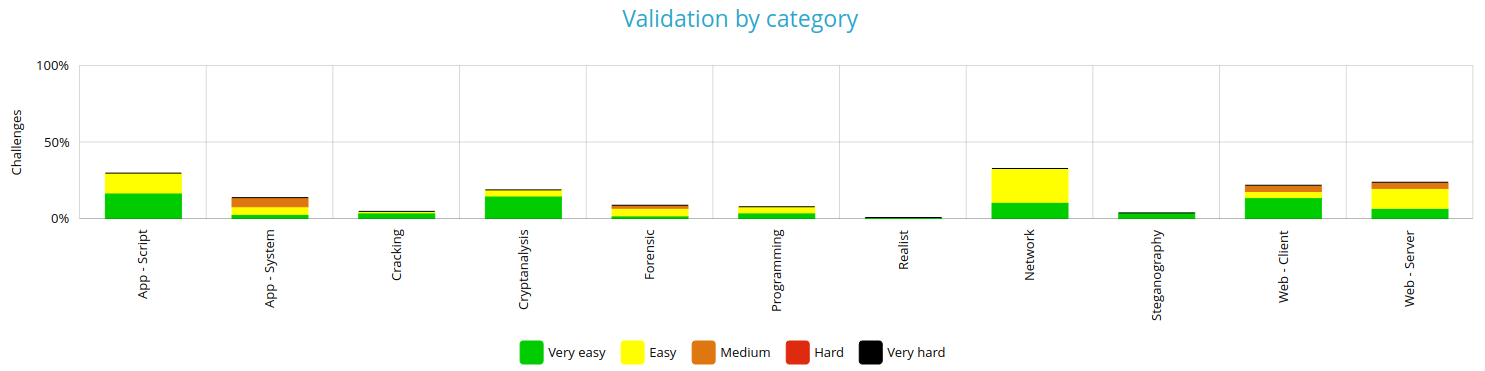 Validation by category
100%
50%
0%
Challenges
App - Script
App - System
Cracking
Cryptanalysis
Forensic
Programming
Realist
Network
Steganography
Web - Client
Web - Server
Very easy
Easy
Medium
Hard
Very hard